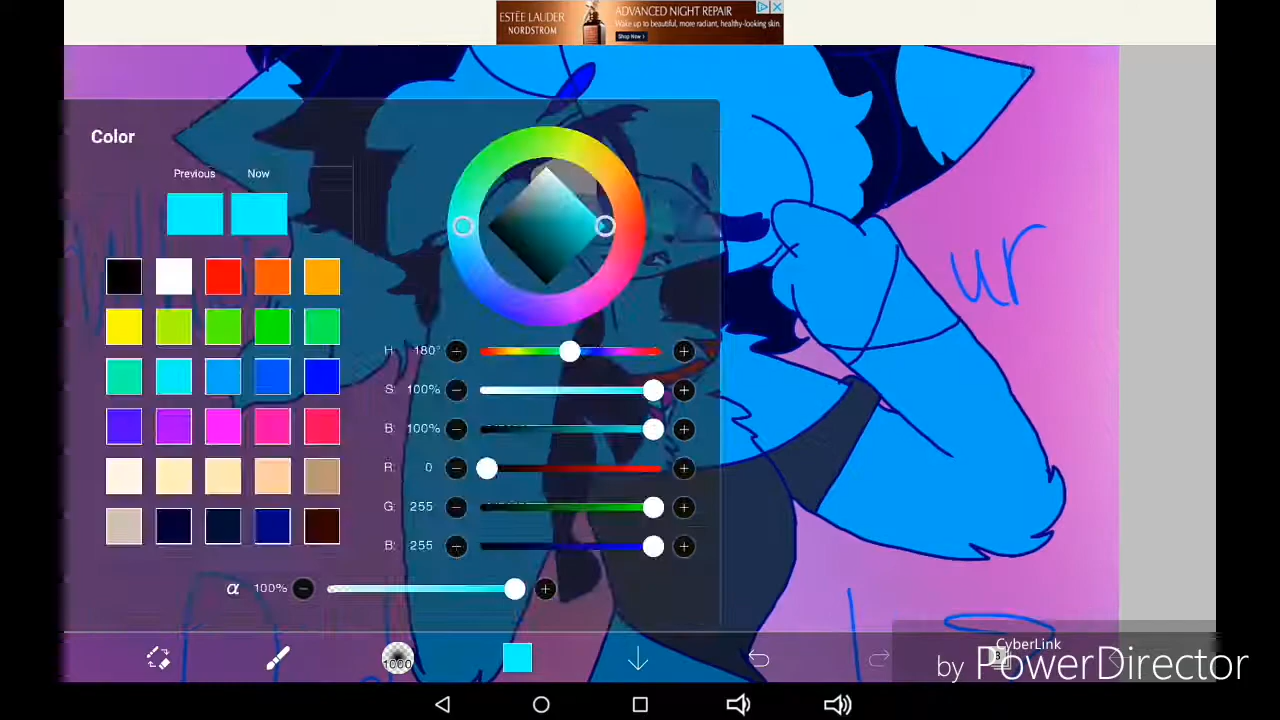 ESTÉE LAUDER
NORDSTROM
ADVANCED NIGHT REPAIR
Wake up to beautiful, more radiant, healthy-looking skin.
Shop Now >
Color
Previous Now
ur
H: 180°
S: 100%
B: 100%
R: 0
G: 255
B: 255
α 100%
1000
CyberLink
by PowerDirector